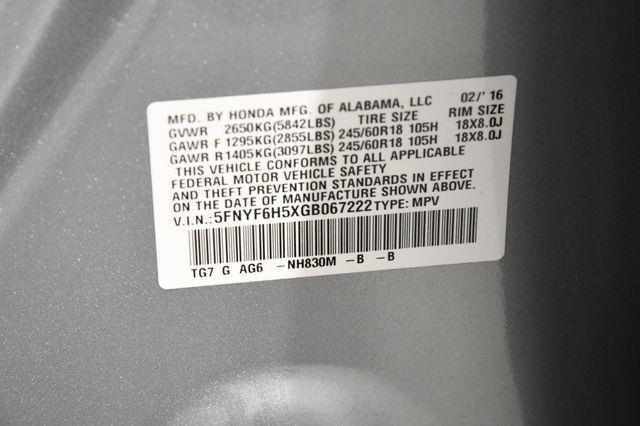 MFD. BY HONDA MFG. OF ALABAMA, LLC 02/'16
GVWR 2650KG(5842LBS) TIRE SIZE RIM SIZE
GAWR F 1295KG(2855LBS) 245/60R18 105H 18X8.0J
GAWR R 1405KG(3097LBS) 245/60R18 105H 18X8.0J
THIS VEHICLE CONFORMS TO ALL APPLICABLE
FEDERAL MOTOR VEHICLE SAFETY
AND THEFT PREVENTION STANDARDS IN EFFECT
ON THE DATE OF MANUFACTURE SHOWN ABOVE.
V.I.N.: 5FNYF6H5XGB067222 TYPE: MPV
TG7 G AG6 -NH830M -B -B